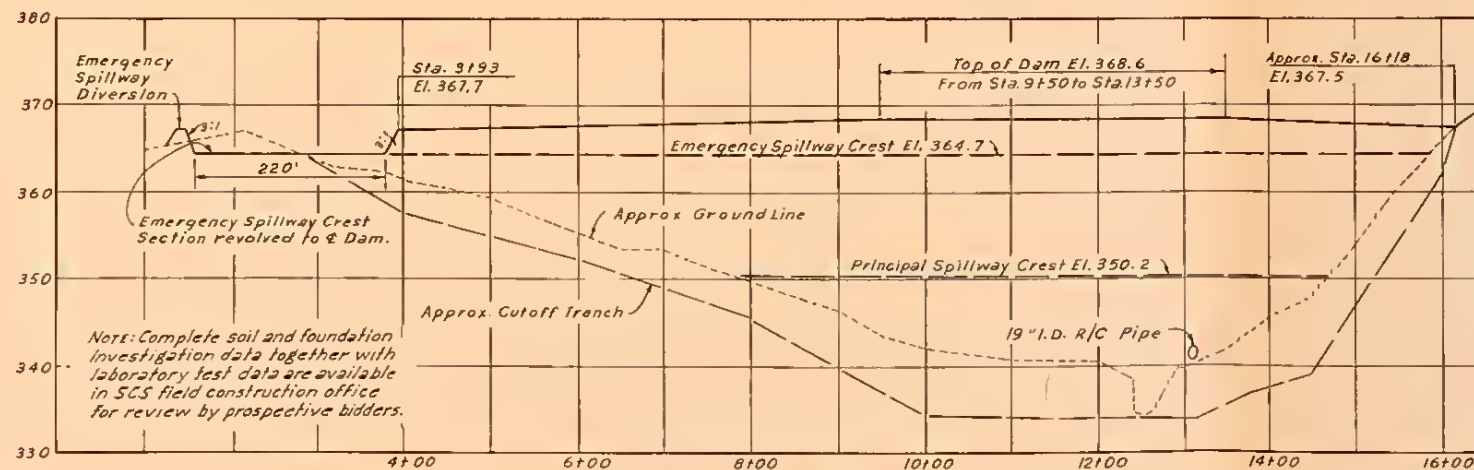 380
370
360
350
340
330
Emergency
Spillway
Diversion
3:1
220'
Emergency Spillway Crest
Section revolved to ℄ Dam.
Sta. 3+93
El. 367.7
3:1
Top of Dam El. 368.6
From Sta. 9+50 to Sta. 13+50
Approx. Sta. 16+18
El. 367.5
Emergency Spillway Crest El. 364.7
Approx Ground Line
Principal Spillway Crest El. 350.2
Approx. Cutoff Trench
19" I.D. R/C Pipe
NOTE: Complete soil and foundation
investigation data together with
laboratory test data are available
in SCS field construction office
for review by prospective bidders.
4+00
6+00
8+00
10+00
12+00
14+00
16+00